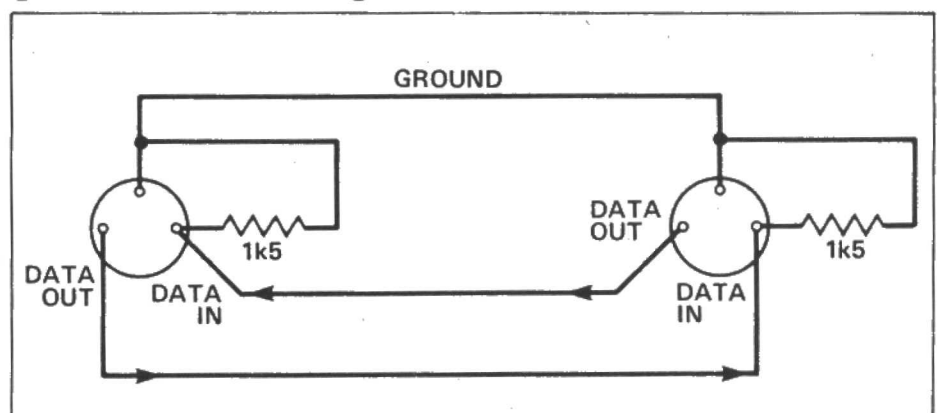 GROUND
DATA
OUT
1k5
1k5
DATA
OUT
DATA
IN
DATA
IN